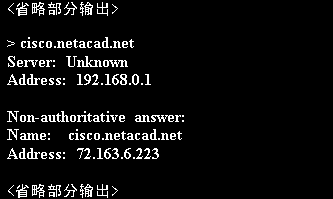 <省略部分输出>
> cisco.netacad.net
Server: Unknown
Address: 192.168.0.1
Non-authoritative answer:
Name: cisco.netacad.net
Address: 72.163.6.223
<省略部分输出>